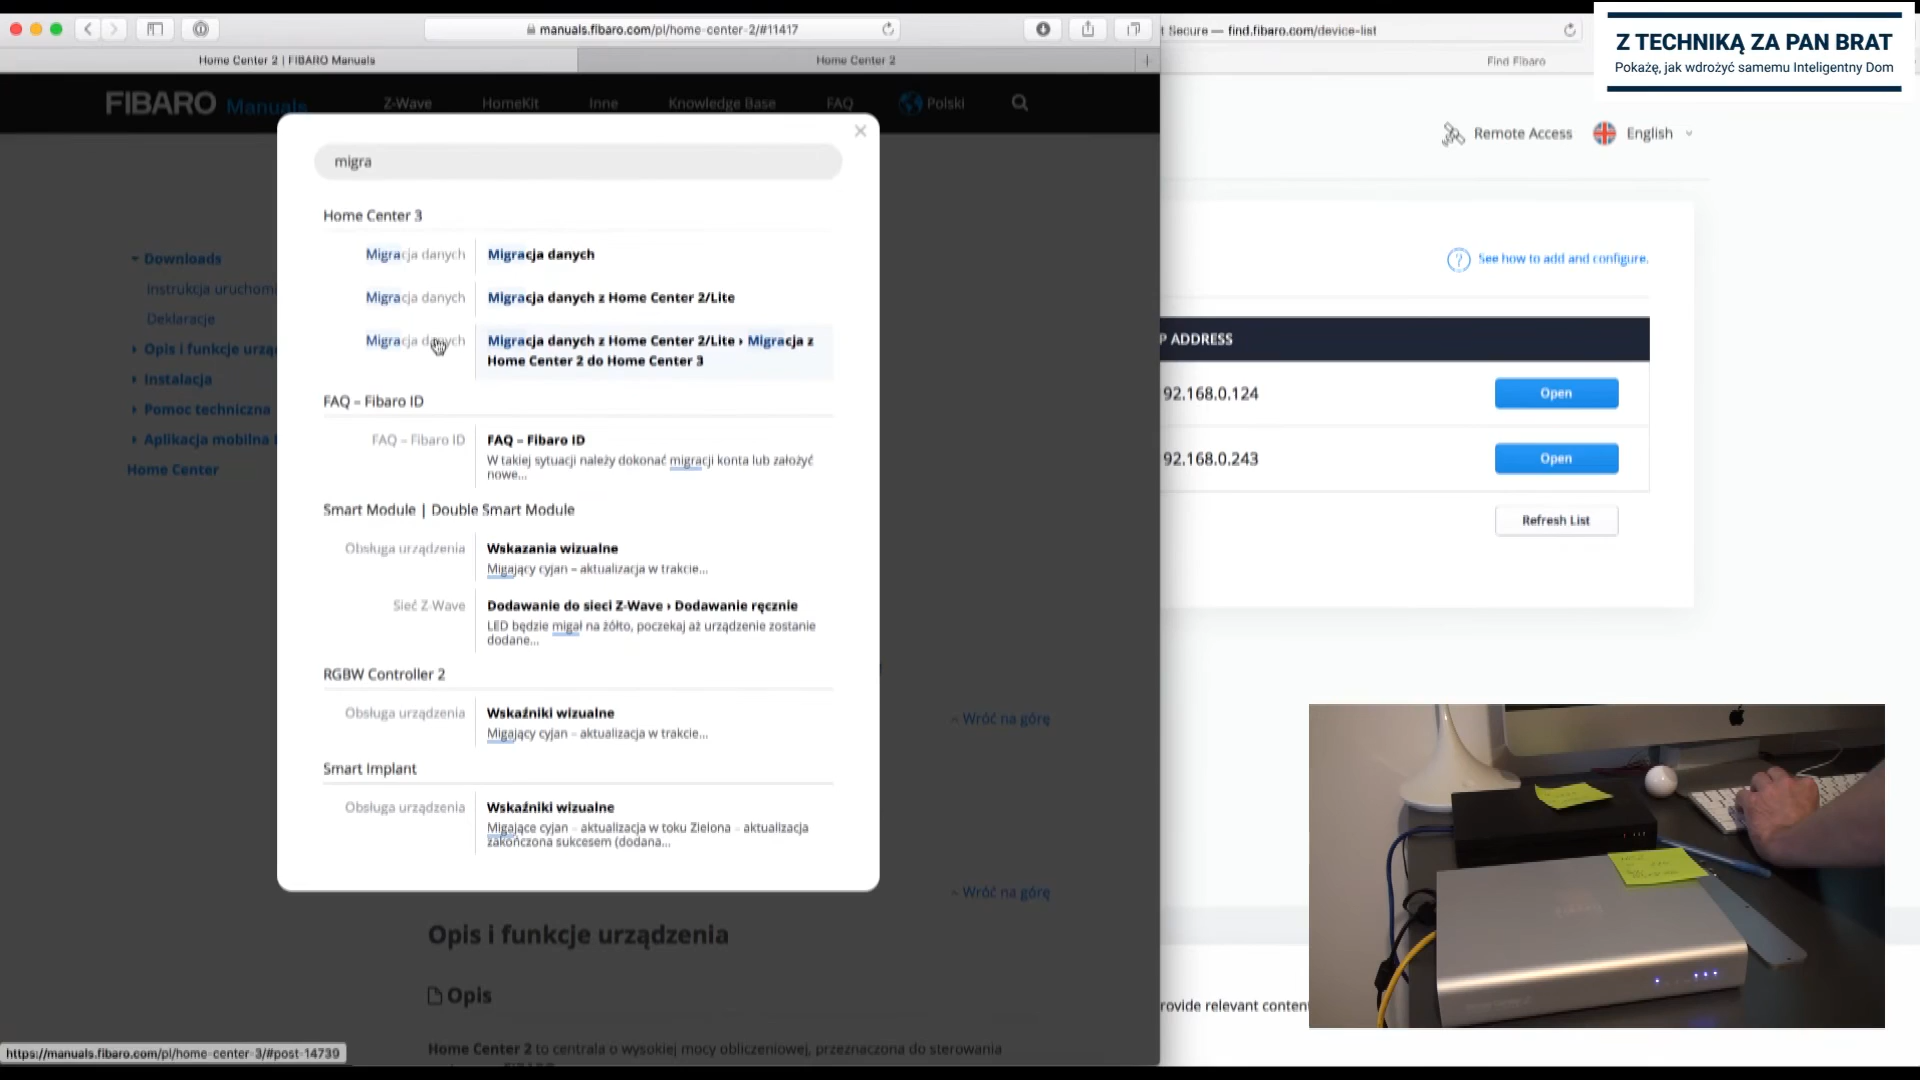 manuals.fibaro.com/pl/home-center-2/#11417
Secure — find.fibaro.com/device-list
Z TECHNIKĄ ZA PAN BRAT
Pokażę, jak wdrożyć samemu Inteligentny Dom
Home Center 2 | FIBARO Manuals
Home Center 2
Find Fibaro
FIBARO Manuals
Z-Wave
HomeKit
Inne
Knowledge Base
FAQ
Polski
Remote Access
English
migra
Home Center 3
Migracja danych
Migracja danych
Migracja danych
Migracja danych z Home Center 2/Lite
Migracja danych
Migracja danych z Home Center 2/Lite › Migracja z
Home Center 2 do Home Center 3
FAQ – Fibaro ID
FAQ – Fibaro ID
FAQ – Fibaro ID
W takiej sytuacji należy dokonać migracji konta lub założyć
nowe...
Smart Module | Double Smart Module
Obsługa urządzenia
Wskazania wizualne
Migający cyjan – aktualizacja w trakcie...
Sieć Z-Wave
Dodawanie do sieci Z-Wave › Dodawanie ręcznie
LED będzie migał na żółto, poczekaj aż urządzenie zostanie
dodane...
RGBW Controller 2
Obsługa urządzenia
Wskaźniki wizualne
Migający cyjan – aktualizacja w trakcie...
Smart Implant
Obsługa urządzenia
Wskaźniki wizualne
Migające cyjan – aktualizacja w toku Zielona – aktualizacja
zakończona sukcesem (dodana...
Downloads
Instrukcja uruchomi
Deklaracje
Opis i funkcje urzą
Instalacja
Pomoc techniczna
Aplikacja mobilna
Home Center
See how to add and configure.
P ADDRESS
92.168.0.124
Open
92.168.0.243
Open
Refresh List
Wróć na górę
Wróć na górę
Opis i funkcje urządzenia
Opis
Home Center 2 to centrala o wysokiej mocy obliczeniowej, przeznaczona do sterowania
rovide relevant content
https://manuals.fibaro.com/pl/home-center-3/#post-14739